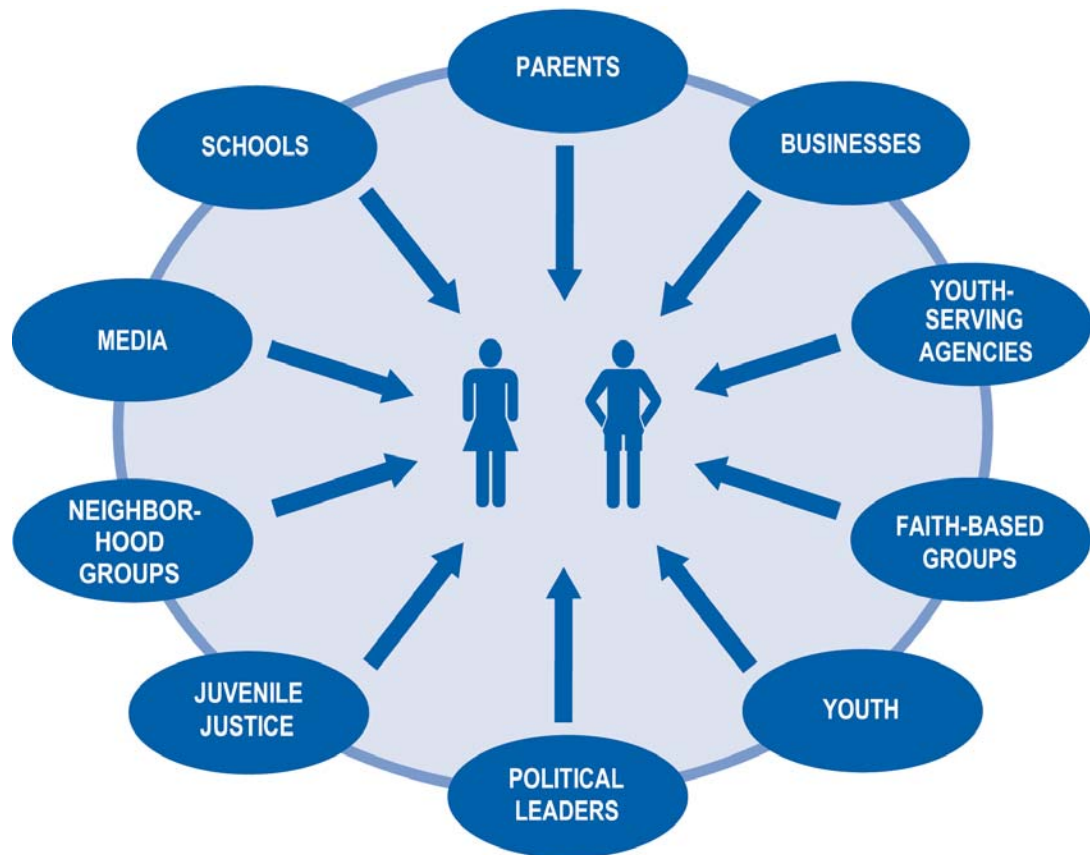 PARENTS
SCHOOLS
BUSINESSES
YOUTH-
SERVING
AGENCIES
MEDIA
NEIGHBOR-
HOOD
GROUPS
FAITH-BASED
GROUPS
JUVENILE
JUSTICE
YOUTH
POLITICAL
LEADERS